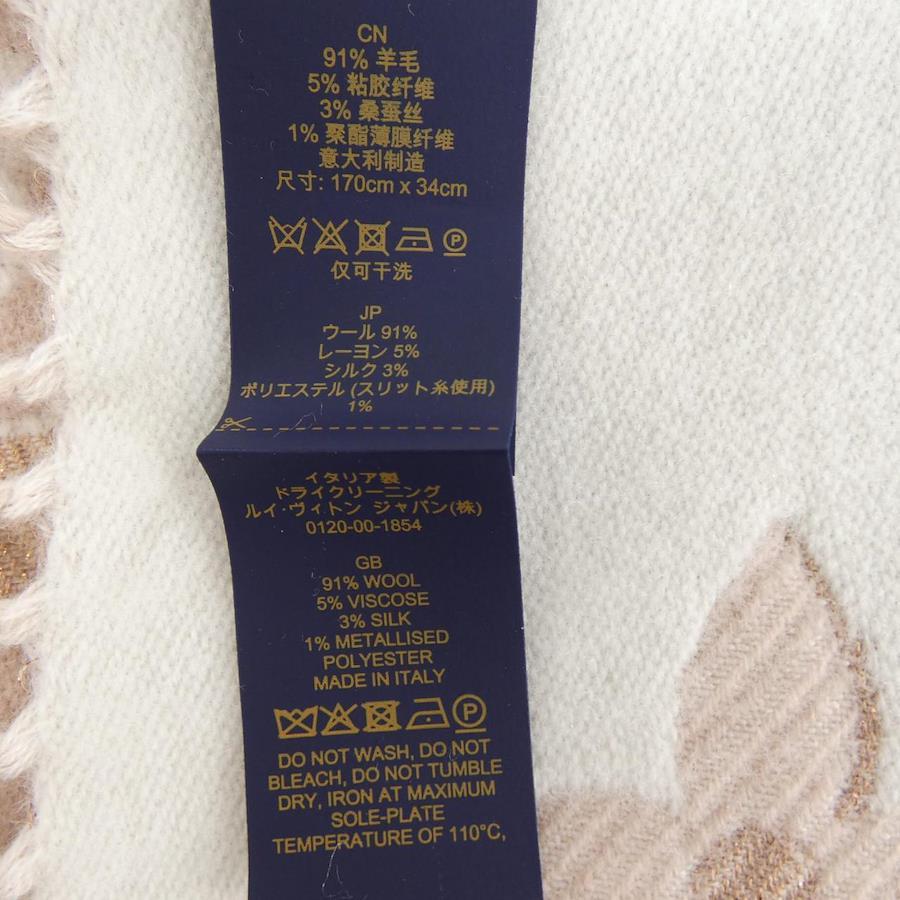 CN
91% 羊毛
5% 粘胶纤维
3% 桑蚕丝
1% 聚酯薄膜纤维
意大利制造
尺寸: 170cm x 34cm
仅可干洗
JP
ウール 91%
レーヨン 5%
シルク 3%
ポリエステル (スリット糸使用)
1%
イタリア製
ドライクリーニング
ルイ·ヴィトン ジャパン(株)
0120-00-1854
GB
91% WOOL
5% VISCOSE
3% SILK
1% METALLISED
POLYESTER
MADE IN ITALY
DO NOT WASH, DO NOT
BLEACH, DO NOT TUMBLE
DRY, IRON AT MAXIMUM
SOLE-PLATE
TEMPERATURE OF 110°C,